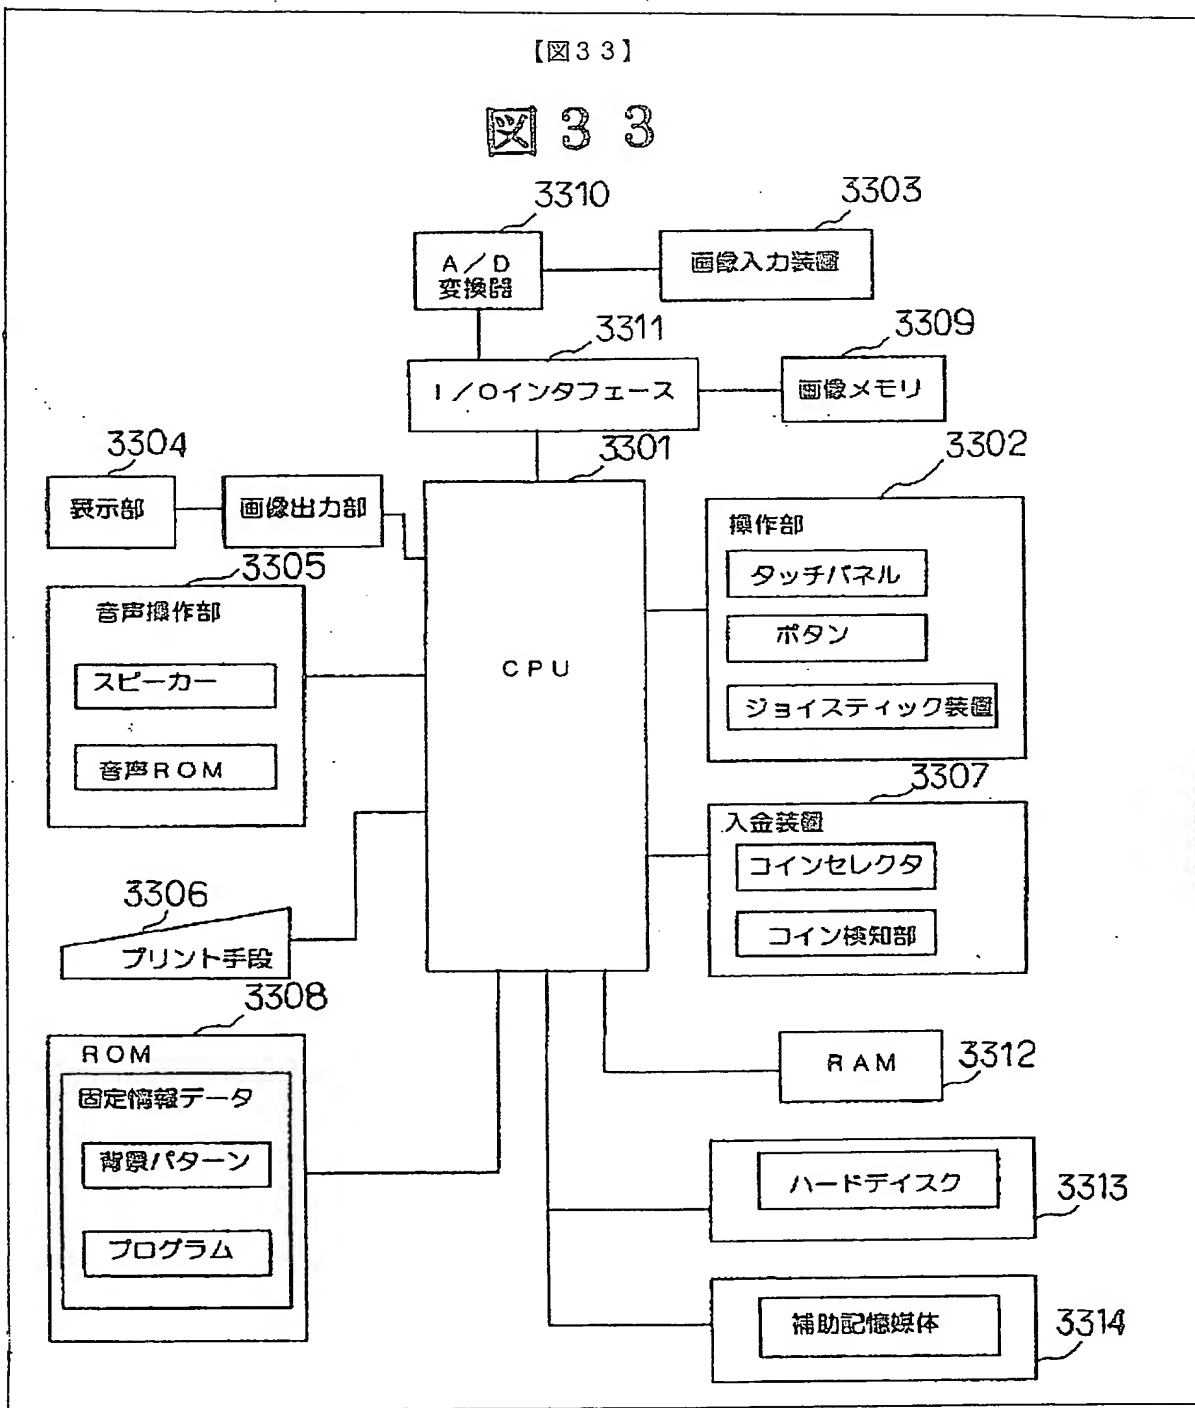 【図３３】
図３３
3310
3303
A／D
変換器
画像入力装置
3311
3309
I／Oインタフェース
画像メモリ
3304
3301
3302
表示部
画像出力部
操作部
タッチパネル
ボタン
ジョイスティック装置
3305
音声操作部
スピーカー
音声ROM
CPU
3307
入金装置
コインセレクタ
コイン検知部
3306
プリント手段
3308
ROM
固定情報データ
背景パターン
プログラム
RAM
3312
ハードデイスク
3313
補助記憶媒体
3314